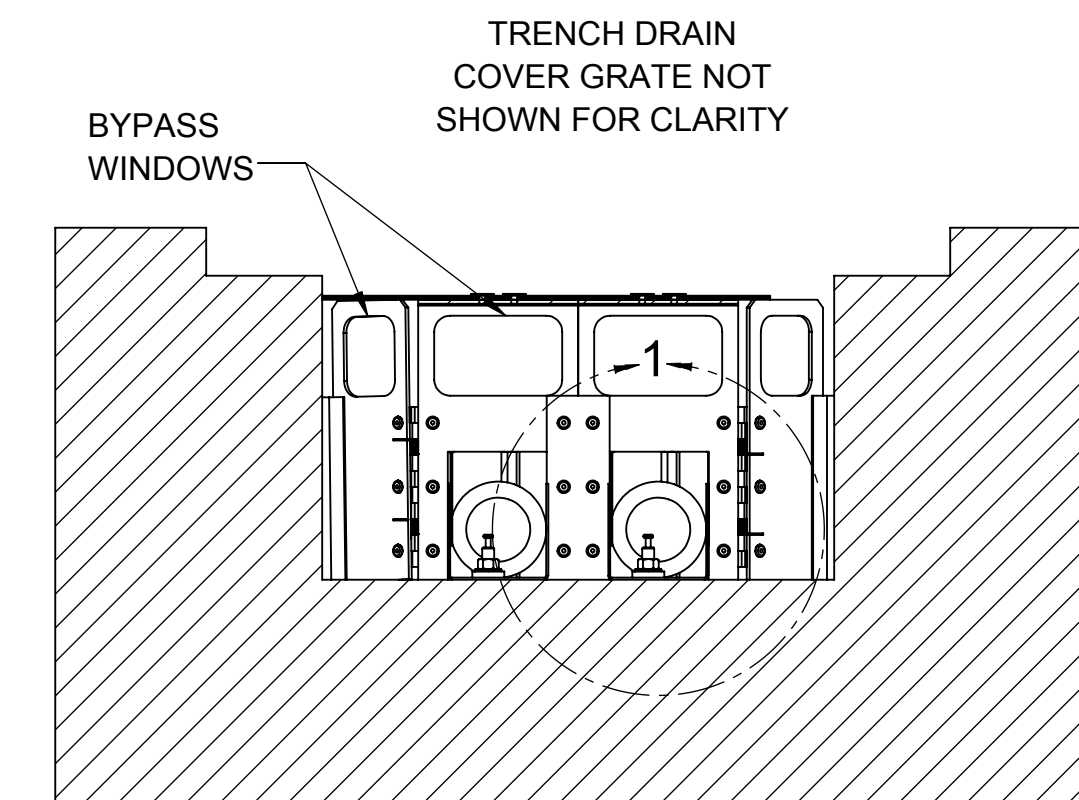 TRENCH DRAIN
COVER GRATE NOT
SHOWN FOR CLARITY
BYPASS
WINDOWS
1